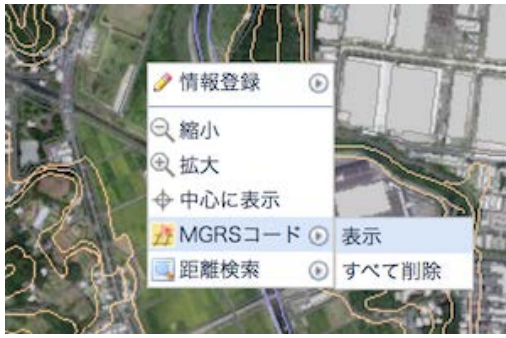 情報登録
縮小
拡大
中心に表示
MGRSコード
表示
距離検索
すべて削除